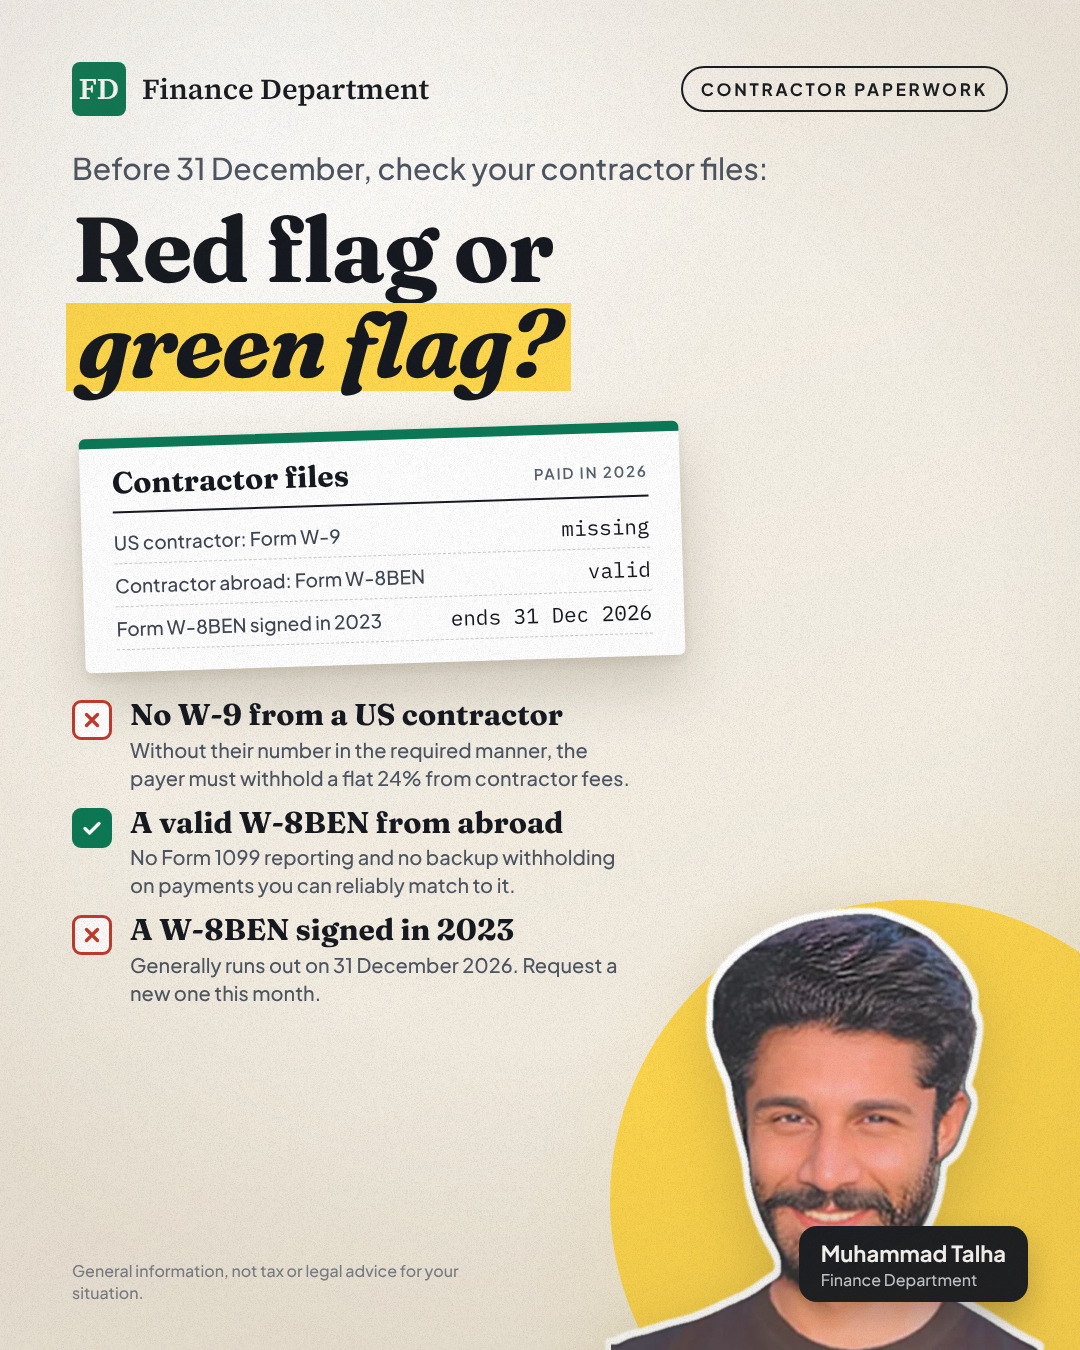 FD Finance Department
CONTRACTOR PAPERWORK
Before 31 December, check your contractor files:
Red flag or
green flag?
Contractor files
PAID IN 2026
US contractor: Form W-9
missing
Contractor abroad: Form W-8BEN
valid
Form W-8BEN signed in 2023
ends 31 Dec 2026
No W-9 from a US contractor
Without their number in the required manner, the
payer must withhold a flat 24% from contractor fees.
A valid W-8BEN from abroad
No Form 1099 reporting and no backup withholding
on payments you can reliably match to it.
A W-8BEN signed in 2023
Generally runs out on 31 December 2026. Request a
new one this month.
Muhammad Talha
Finance Department
General information, not tax or legal advice for your
situation.